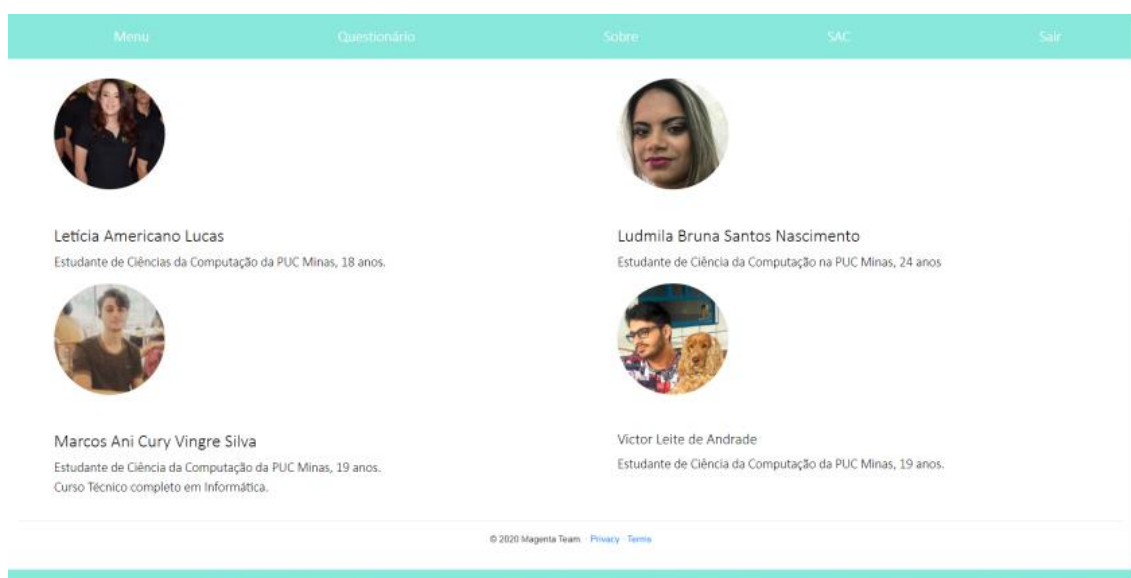 Menu Questionário Sobre SAC Sair
Letícia Americano Lucas
Estudante de Ciências da Computação da PUC Minas, 18 anos.
Ludmila Bruna Santos Nascimento
Estudante de Ciência da Computação na PUC Minas, 24 anos
Marcos Ani Cury Vingre Silva
Estudante de Ciência da Computação da PUC Minas, 19 anos.
Curso Técnico completo em Informática.
Victor Leite de Andrade
Estudante de Ciência da Computação da PUC Minas, 19 anos.
© 2020 Magenta Team. · Privacy · Terms